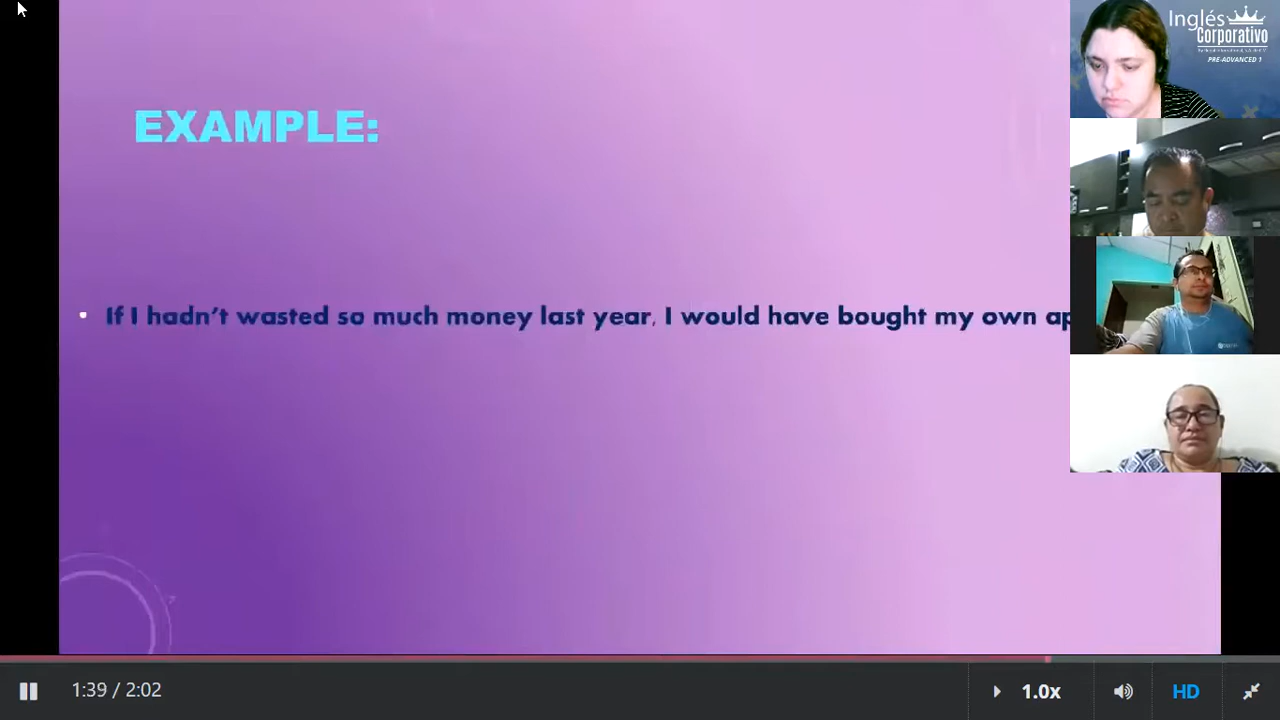 Inglés
Corporativo
PRE-ADVANCED 1
EXAMPLE:
• If I hadn't wasted so much money last year, I would have bought my own ap
1:39 / 2:02
1.0x
HD